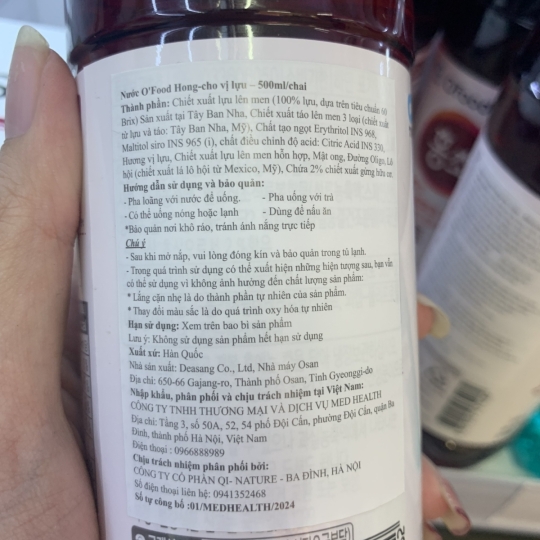 Nước O'Food Hong-cho vị lựu – 500ml/chai
Thành phần: Chiết xuất lựu lên men (100% lựu, dựa trên tiêu chuẩn 60
Brix) Sản xuất tại Tây Ban Nha, Chiết xuất táo lên men 3 loại (chiết xuất
từ lựu và táo: Tây Ban Nha, Mỹ), Chất tạo ngọt Erythritol INS 968,
Maltitol siro INS 965 (i), chất điều chỉnh độ acid: Citric Acid INS 330,
Hương vị lựu, Chiết xuất lựu lên men hỗn hợp, Mật ong, Đường Oligo, Lô
hội (chiết xuất lá lô hội từ Mexico, Mỹ), Chứa 2% chiết xuất gừng hữu cơ.
Hướng dẫn sử dụng và bảo quản:
- Pha loãng với nước để uống. - Pha uống với trà
- Có thể uống nóng hoặc lạnh - Dùng để nấu ăn
*Bảo quản nơi khô ráo, tránh ánh nắng trực tiếp
Chú ý
- Sau khi mở nắp, vui lòng đóng kín và bảo quản trong tủ lạnh.
- Trong quá trình sử dụng có thể xuất hiện những hiện tượng sau, bạn vẫn
có thể sử dụng vì không ảnh hưởng đến chất lượng sản phẩm:
* Lắng cặn nhẹ là do thành phần tự nhiên của sản phẩm.
* Thay đổi màu sắc là do quá trình oxy hóa tự nhiên
Hạn sử dụng: Xem trên bao bì sản phẩm
Lưu ý: Không sử dụng sản phẩm hết hạn sử dụng
Xuất xứ: Hàn Quốc
Nhà sản xuất: Deasang Co., Ltd, Nhà máy Osan
Địa chỉ: 650-66 Gajang-ro, Thành phố Osan, Tỉnh Gyeonggi-do
Nhập khẩu, phân phối và chịu trách nhiệm tại Việt Nam:
CÔNG TY TNHH THƯƠNG MẠI VÀ DỊCH VỤ MED HEALTH
Địa chỉ: Tầng 3, số 50A, 52, 54 phố Đội Cấn, phường Đội Cấn, quận Ba
Đình, thành phố Hà Nội, Việt Nam
Điện thoại : 0966888989
Chịu trách nhiệm phân phối bởi:
CÔNG TY CỔ PHẦN QI- NATURE - BA ĐÌNH, HÀ NỘI
Số điện thoại liên hệ: 0941352468
Số tự công bố :01/MEDHEALTH/2024